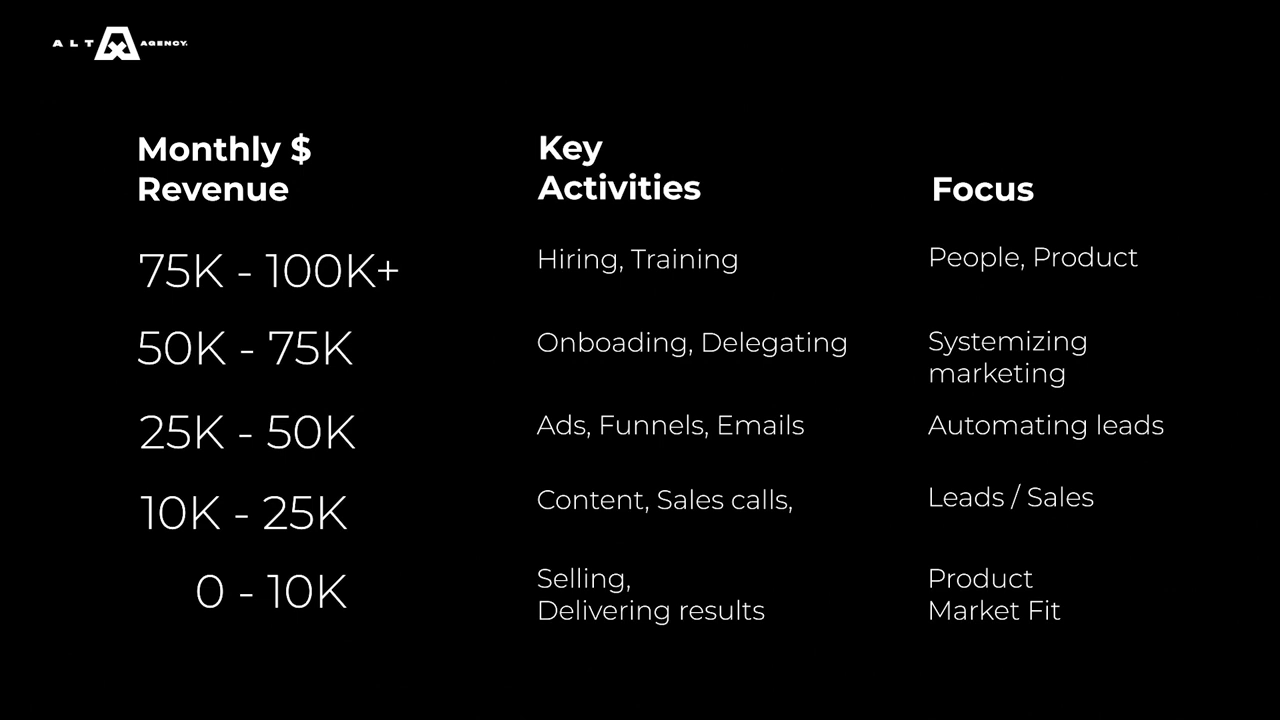 ALT AGENCY.
Monthly $
Revenue
Key
Activities
Focus
75K - 100K+
Hiring, Training
People, Product
50K - 75K
Onboading, Delegating
Systemizing
marketing
25K - 50K
Ads, Funnels, Emails
Automating leads
10K - 25K
Content, Sales calls,
Leads / Sales
0 - 10K
Selling,
Delivering results
Product
Market Fit